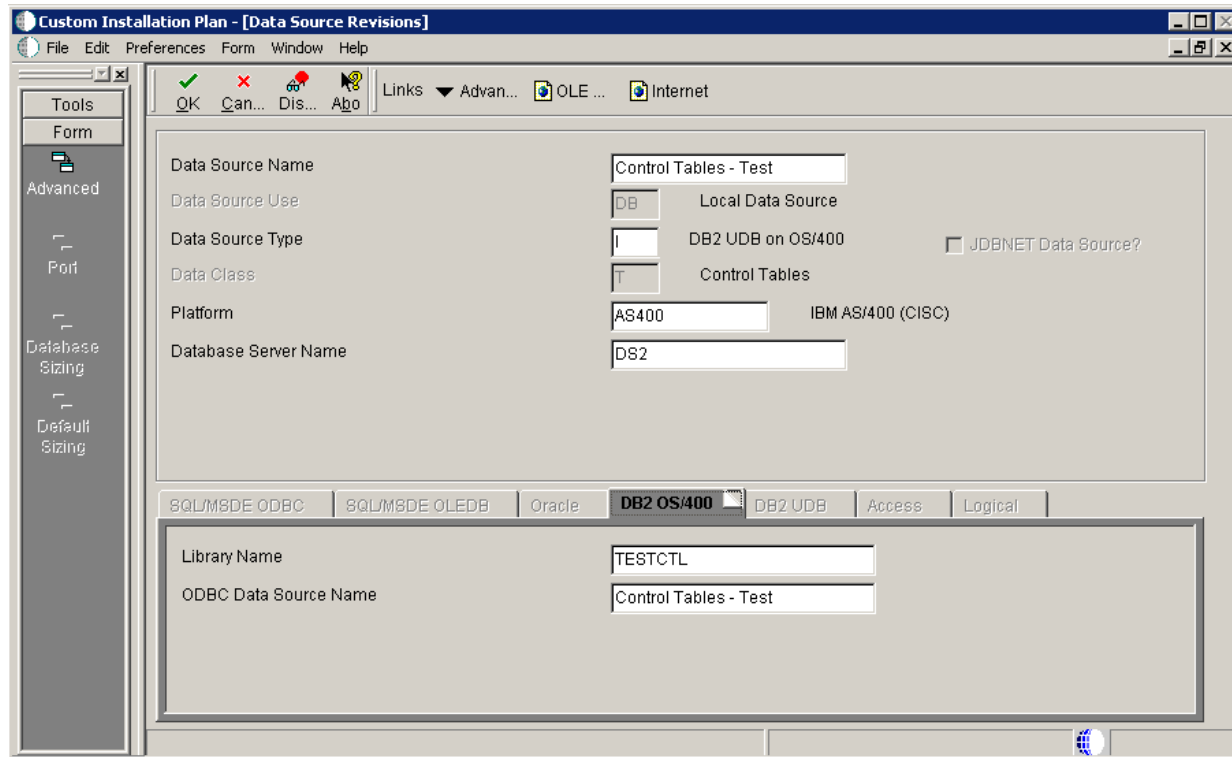 Custom Installation Plan - [Data Source Revisions]
File Edit Preferences Form Window Help
OK Can... Dis... Abo Links Advan... OLE ... Internet
Tools
Form
Advanced
Port
Database
Sizing
Default
Sizing
Data Source Name Control Tables - Test
Data Source Use DB Local Data Source
Data Source Type I DB2 UDB on OS/400 JDBNET Data Source?
Data Class T Control Tables
Platform AS400 IBM AS/400 (CISC)
Database Server Name DS2
SQL/MSDE ODBC SQL/MSDE OLEDB Oracle DB2 OS/400 DB2 UDB Access Logical
Library Name TESTCTL
ODBC Data Source Name Control Tables - Test